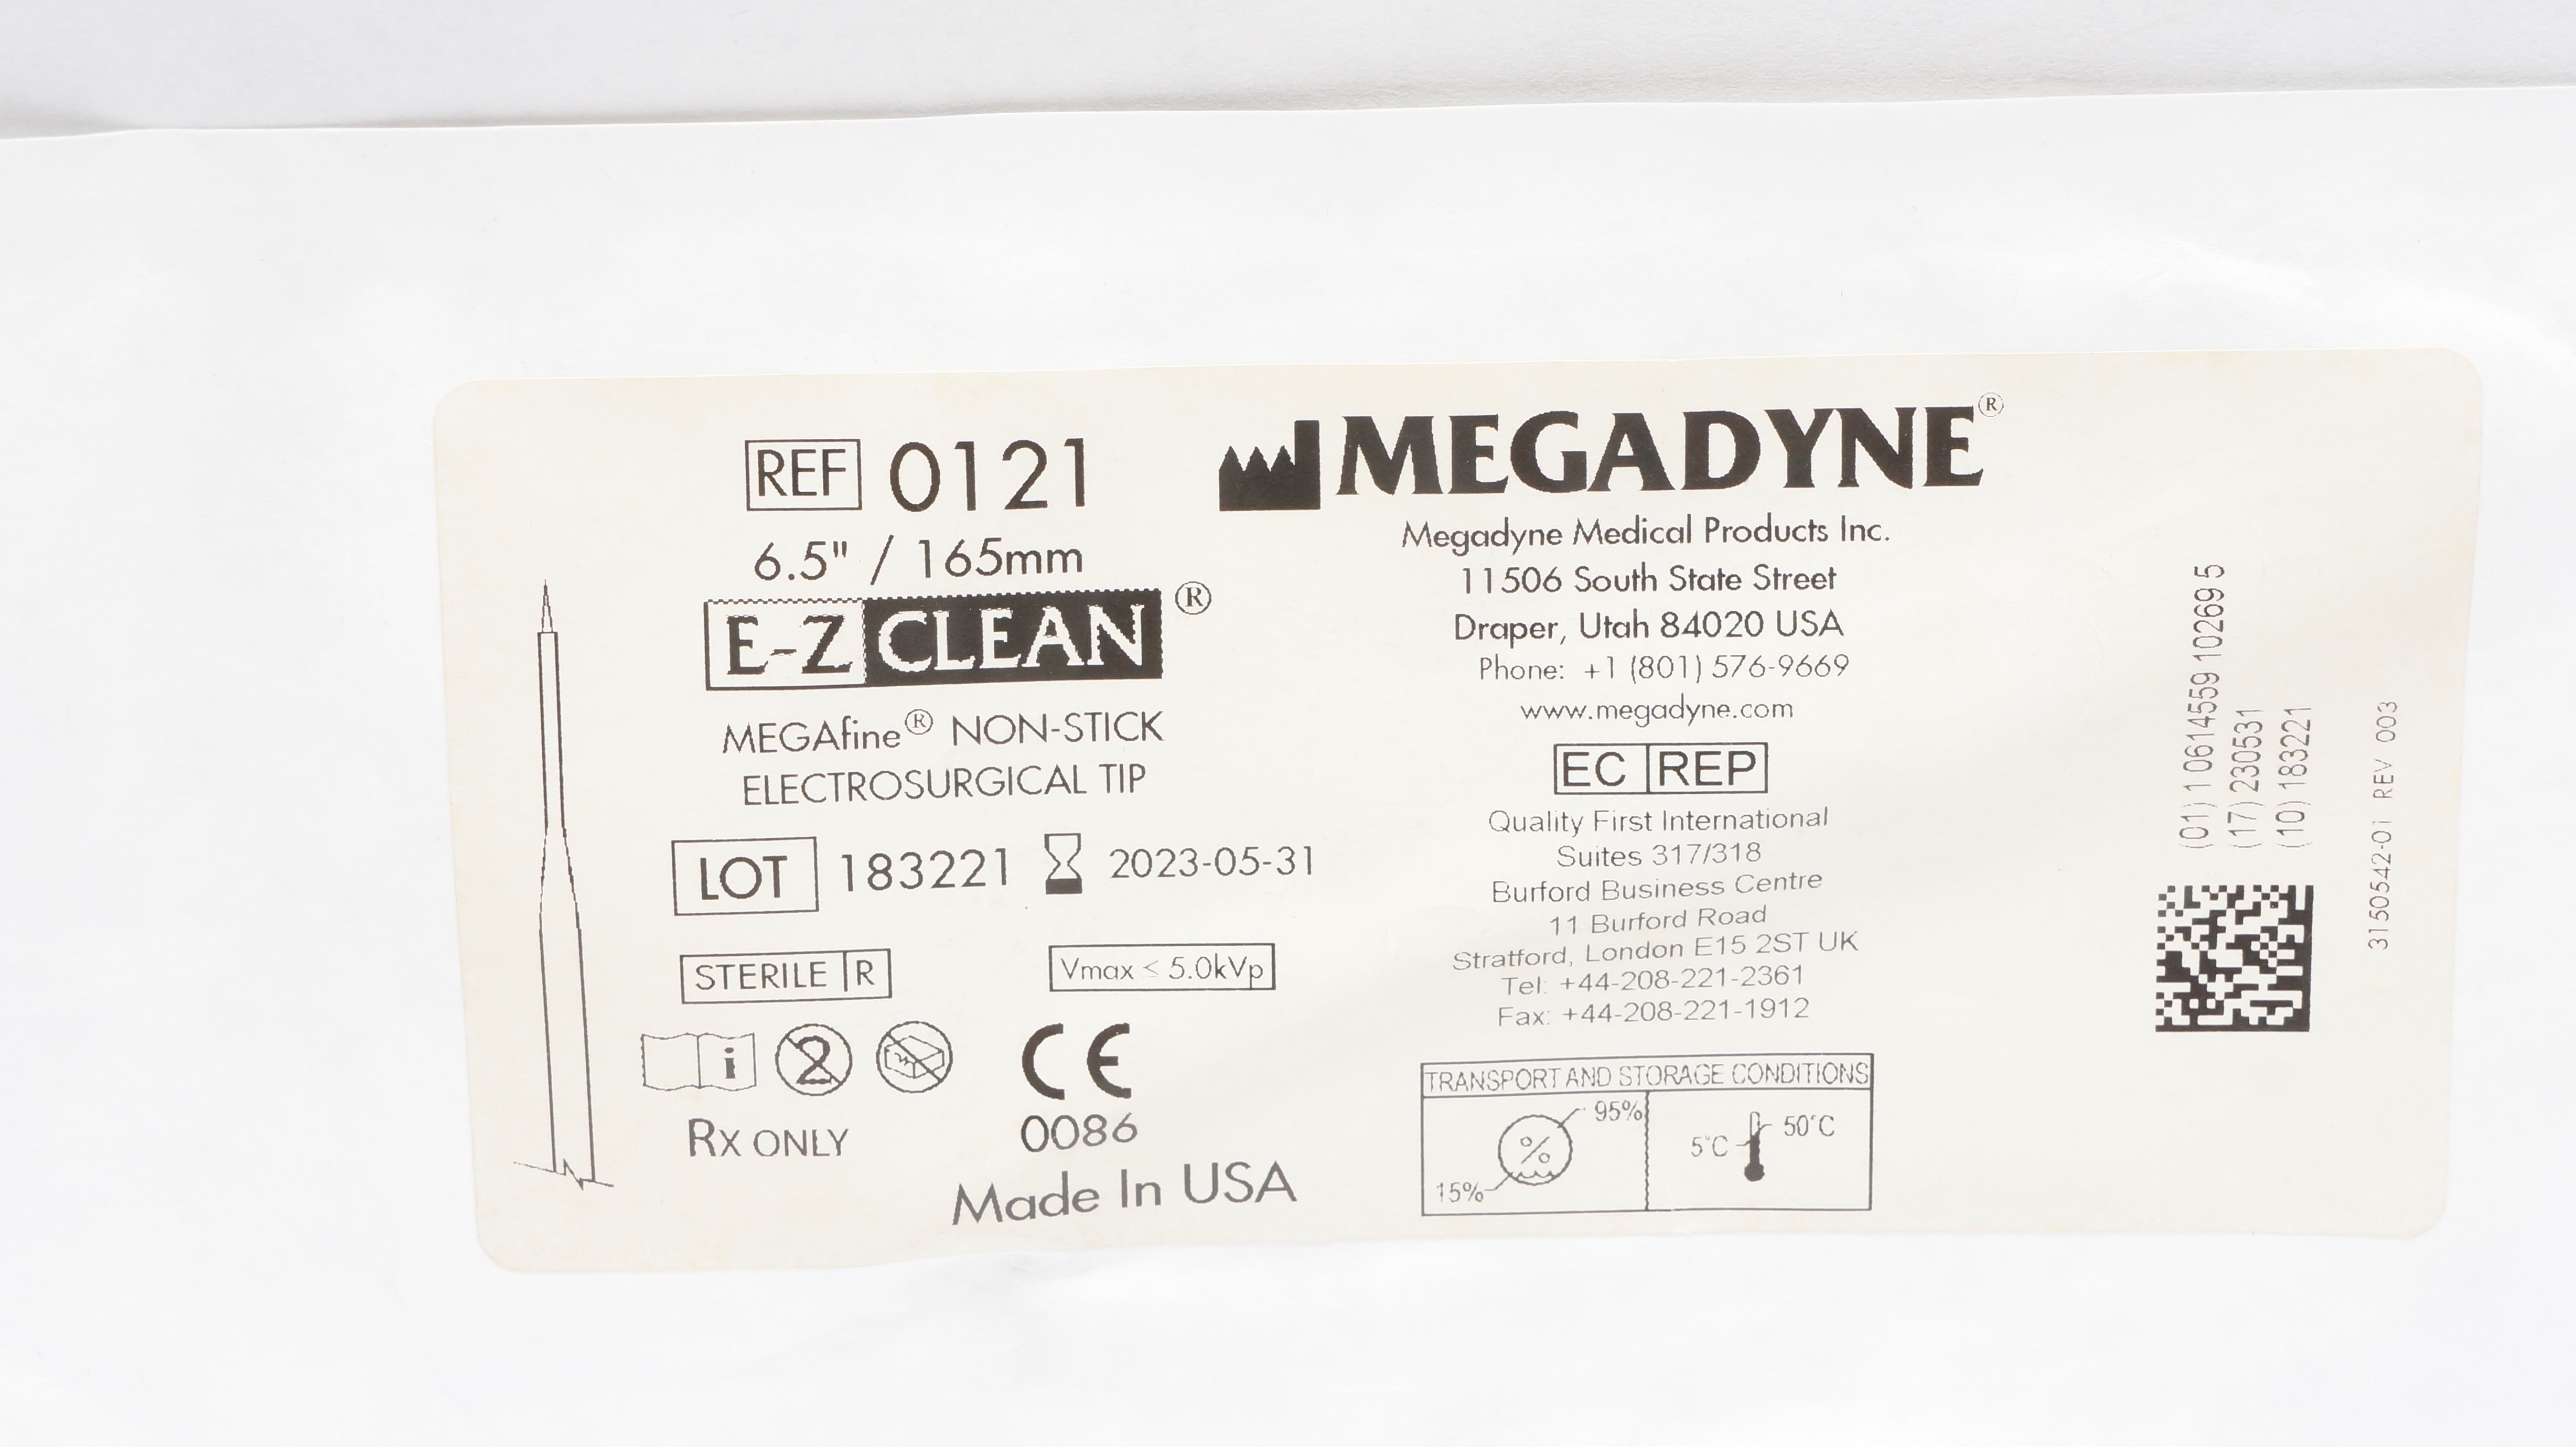 REF 0121
6.5" / 165mm
E-Z CLEAN®
MEGAfine® NON-STICK
ELECTROSURGICAL TIP
LOT 183221 2023-05-31
STERILE R
Vmax ≤ 5.0kVp
i 2
CE
0086
Rx ONLY
Made In USA
MEGADYNE®
Megadyne Medical Products Inc.
11506 South State Street
Draper, Utah 84020 USA
Phone: +1 (801) 576-9669
www.megadyne.com
EC REP
Quality First International
Suites 317/318
Burford Business Centre
11 Burford Road
Stratford, London E15 2ST UK
Tel: +44-208-221-2361
Fax: +44-208-221-1912
TRANSPORT AND STORAGE CONDITIONS
95%
%
15%
50°C
5°C
(01) 1 0614559 10269 5
(17) 230531
(10) 183221
3150542-01 REV 003